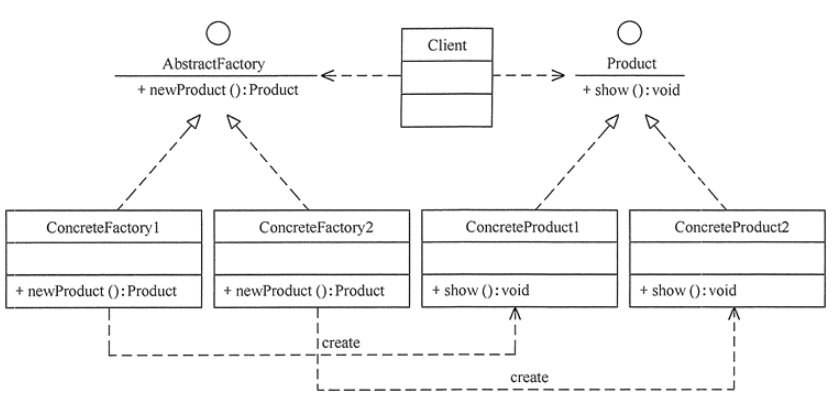 Client
AbstractFactory
Product
+ newProduct (): Product
+ show (): void
ConcreteFactory1
ConcreteFactory2
ConcreteProduct1
ConcreteProduct2
+ newProduct (): Product
+ newProduct (): Product
+ show (): void
+ show (): void
create
create